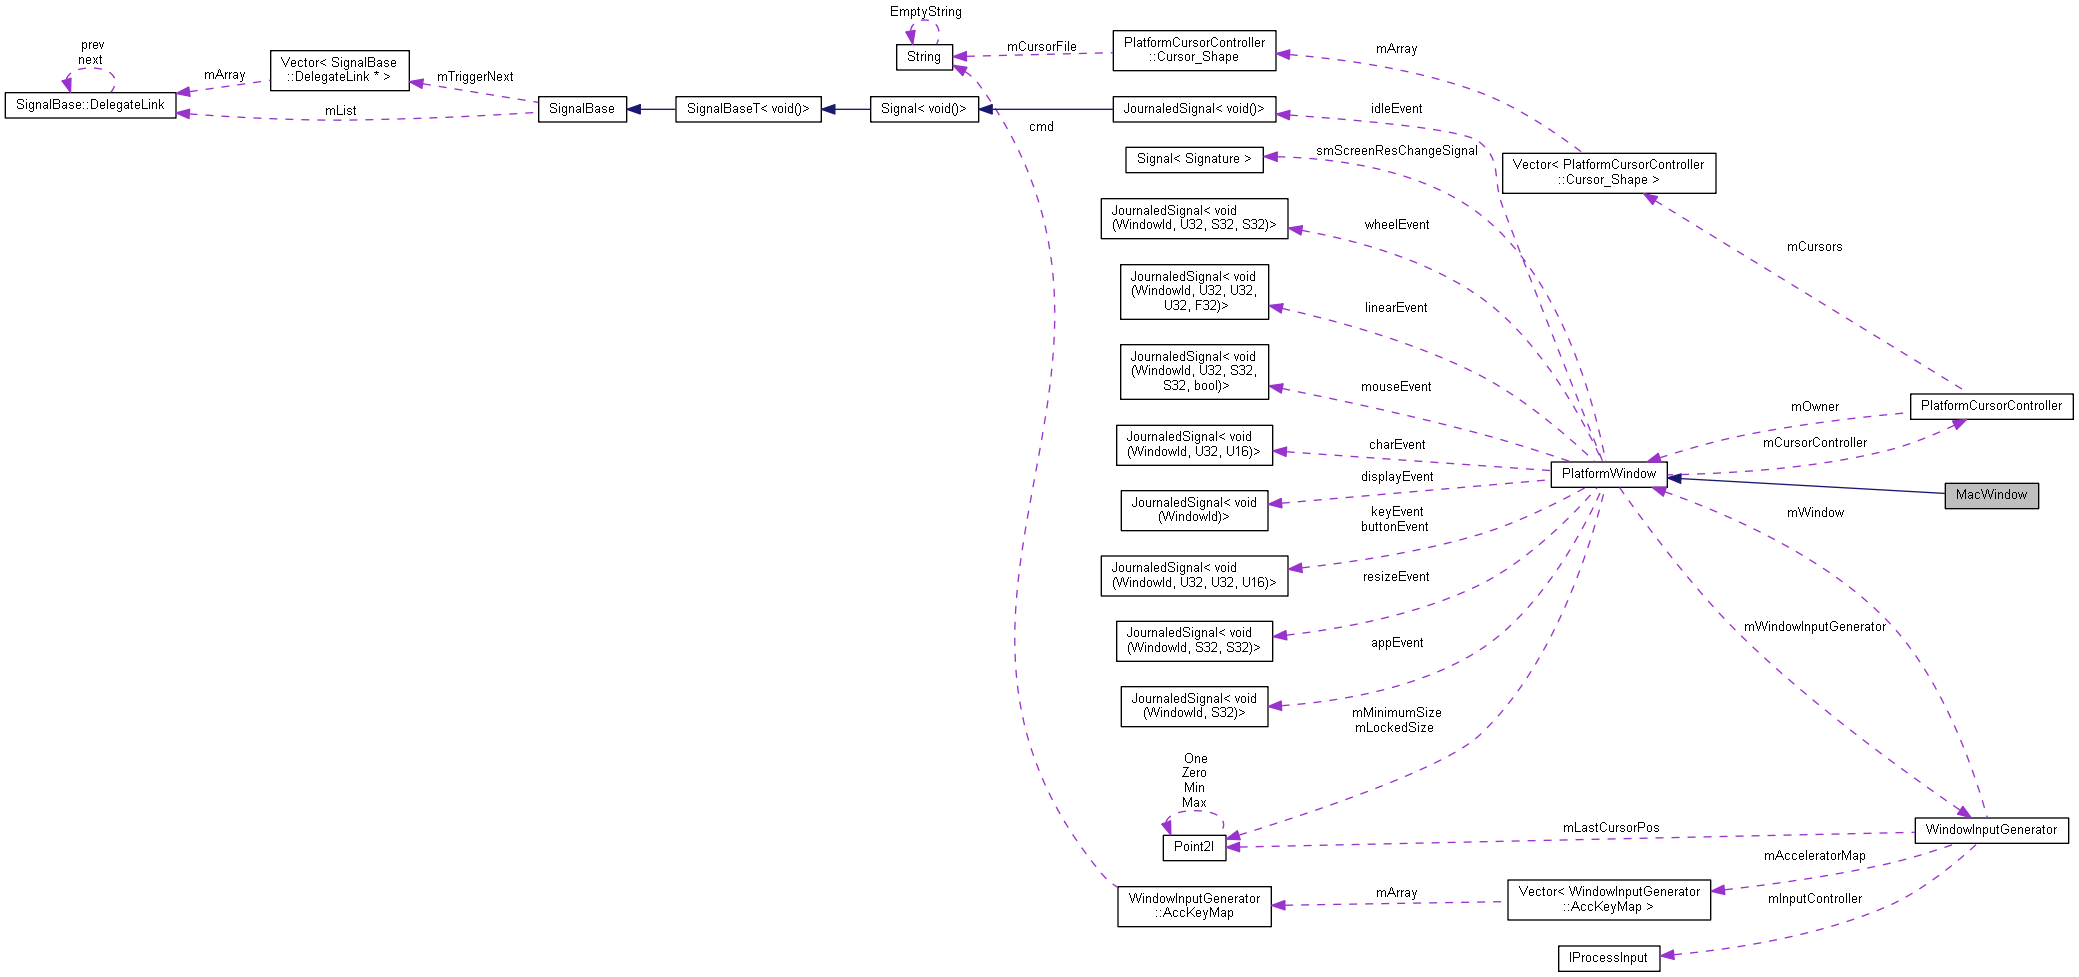 EmptyString
String
mCursorFile
PlatformCursorController
::Cursor_Shape
mArray
prev
next
SignalBase::DelegateLink
mArray
mList
Vector< SignalBase
::DelegateLink * >
mTriggerNext
SignalBase
SignalBaseT< void()>
Signal< void()>
JournaledSignal< void()>
idleEvent
cmd
Signal< Signature >
smScreenResChangeSignal
Vector< PlatformCursorController
::Cursor_Shape >
JournaledSignal< void
(WindowId, U32, S32, S32)>
wheelEvent
mCursors
JournaledSignal< void
(WindowId, U32, U32,
U32, F32)>
linearEvent
JournaledSignal< void
(WindowId, U32, S32,
S32, bool)>
mouseEvent
mOwner
PlatformCursorController
mCursorController
JournaledSignal< void
(WindowId, U32, U16)>
charEvent
PlatformWindow
MacWindow
JournaledSignal< void
(WindowId)>
displayEvent
keyEvent
buttonEvent
mWindow
JournaledSignal< void
(WindowId, U32, U32, U16)>
resizeEvent
JournaledSignal< void
(WindowId, S32, S32)>
appEvent
mWindowInputGenerator
JournaledSignal< void
(WindowId, S32)>
mMinimumSize
mLockedSize
One
Zero
Min
Max
Point2I
mLastCursorPos
WindowInputGenerator
mAcceleratorMap
WindowInputGenerator
::AccKeyMap
mArray
Vector< WindowInputGenerator
::AccKeyMap >
mInputController
IProcessInput